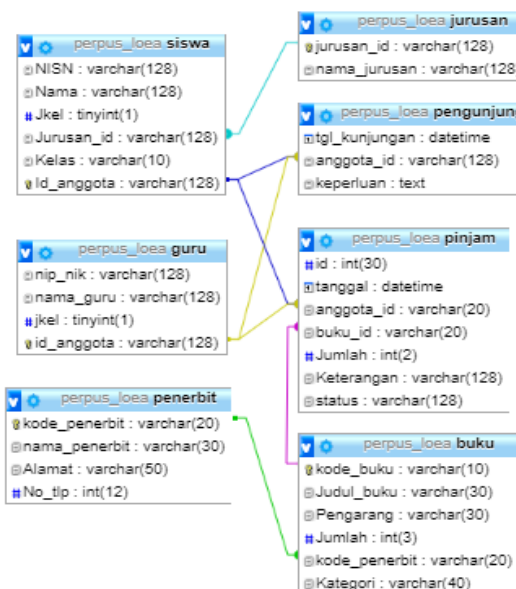 perpus_loea siswa
NISN : varchar(128)
Nama : varchar(128)
Jkel : tinyint(1)
Jurusan_id : varchar(128)
Kelas : varchar(10)
Id_anggota : varchar(128)
perpus_loea guru
nip_nik : varchar(128)
nama_guru : varchar(128)
jkel : tinyint(1)
id_anggota : varchar(128)
perpus_loea penerbit
kode_penerbit : varchar(20)
nama_penerbit : varchar(30)
Alamat : varchar(50)
No_tlp : int(12)
perpus_loea jurusan
jurusan_id : varchar(128)
nama_jurusan : varchar(128
perpus_loea pengunjung
tgl_kunjungan : datetime
anggota_id : varchar(128)
keperluan : text
perpus_loea pinjam
id : int(30)
tanggal : datetime
anggota_id : varchar(20)
buku_id : varchar(20)
Jumlah : int(2)
Keterangan : varchar(128)
status : varchar(128)
perpus_loea buku
kode_buku : varchar(10)
Judul_buku : varchar(30)
Pengarang : varchar(30)
Jumlah : int(3)
kode_penerbit : varchar(20)
Kategori : varchar(40)